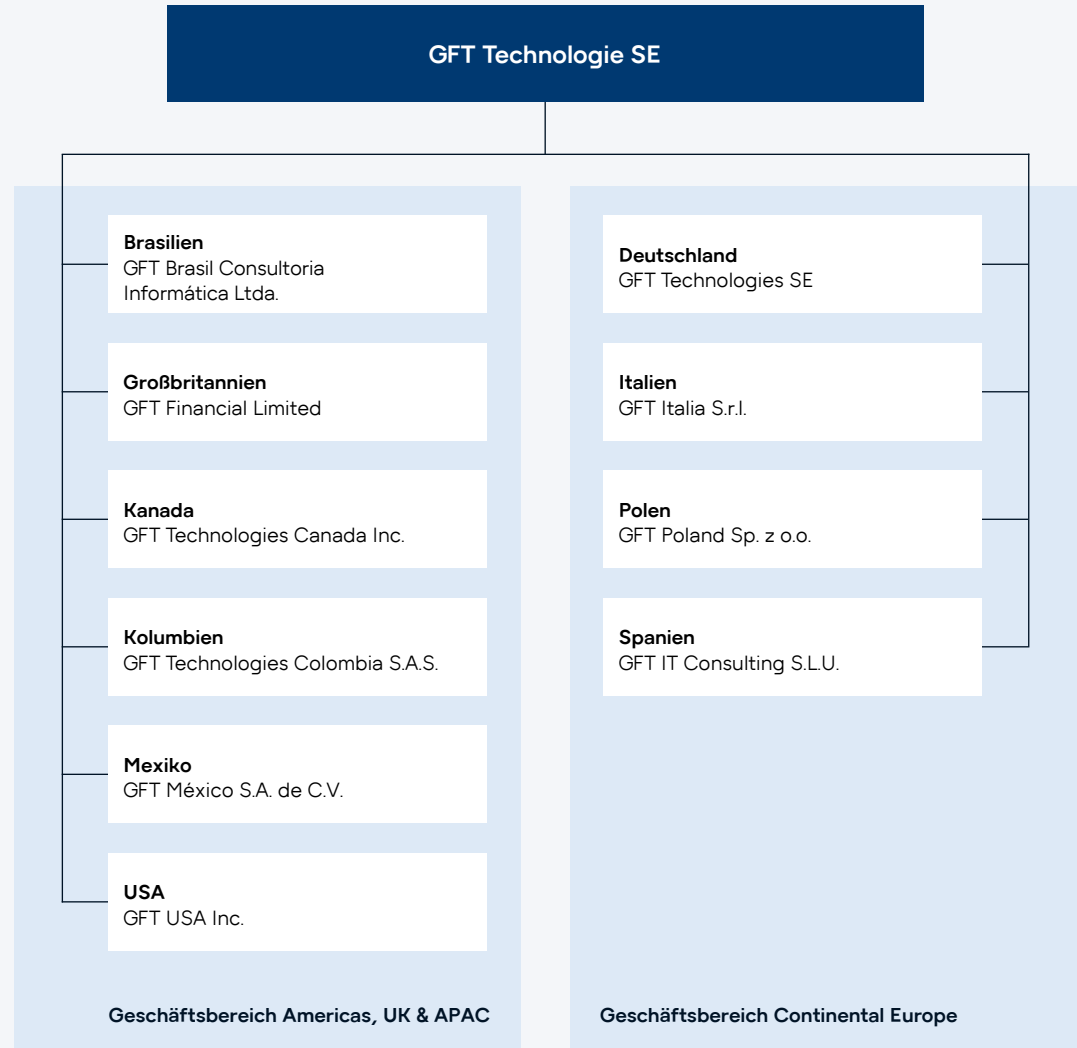 GFT Technologie SE
Brasilien
GFT Brasil Consultoria
Informática Ltda.
Großbritannien
GFT Financial Limited
Kanada
GFT Technologies Canada Inc.
Kolumbien
GFT Technologies Colombia S.A.S.
Mexiko
GFT México S.A. de C.V.
USA
GFT USA Inc.
Geschäftsbereich Americas, UK & APAC
Deutschland
GFT Technologies SE
Italien
GFT Italia S.r.l.
Polen
GFT Poland Sp. z o.o.
Spanien
GFT IT Consulting S.L.U.
Geschäftsbereich Continental Europe